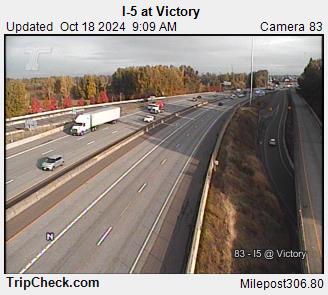 I-5 at Victory
Updated Oct 18 2024 9:09 AM Camera 83
N
83 - I5 @ Victory
TripCheck.com Milepost306.80